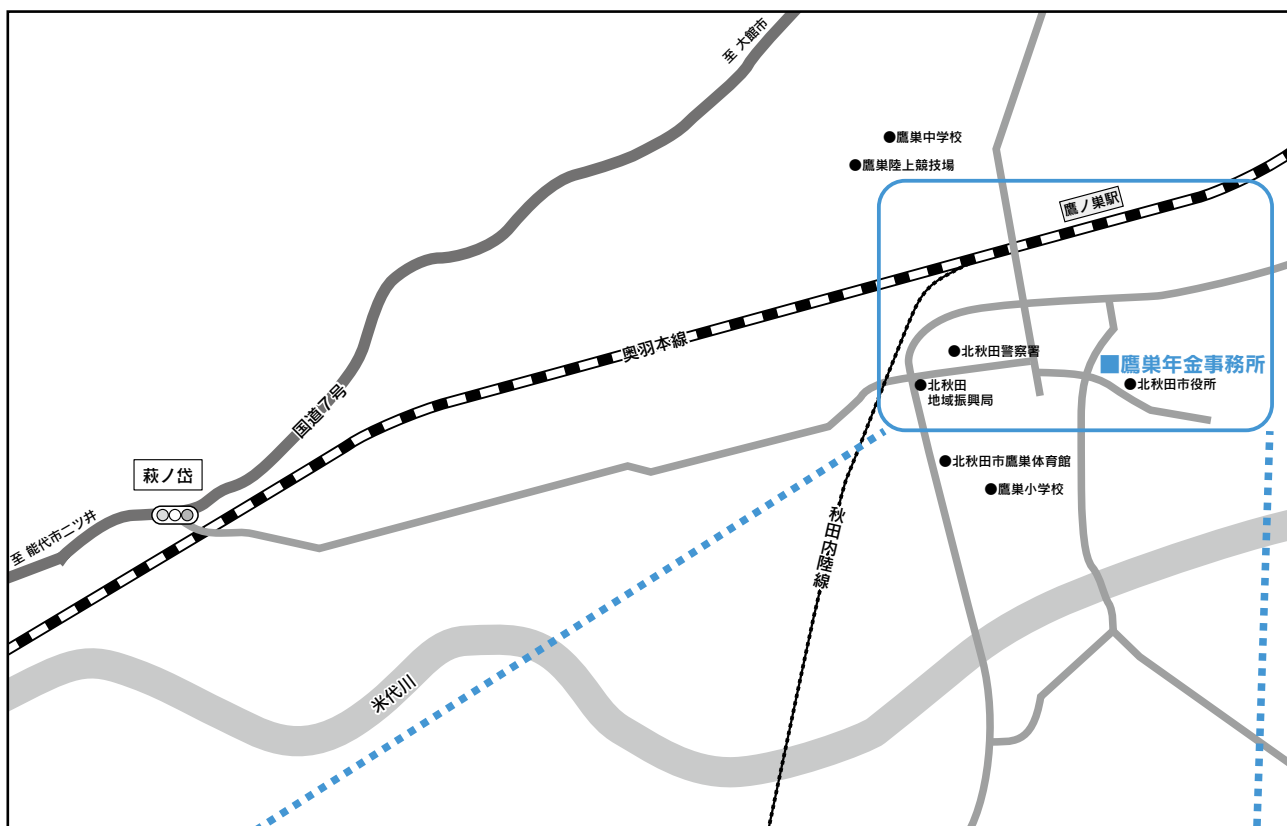 至 大館市
●鷹巣中学校
●鷹巣陸上競技場
鷹ノ巣駅
奥羽本線
●北秋田警察署
■鷹巣年金事務所
●北秋田
地域振興局
●北秋田市役所
国道7号
萩ノ岱
●北秋田市鷹巣体育館
●鷹巣小学校
至 能代市二ツ井
秋田内陸線
米代川